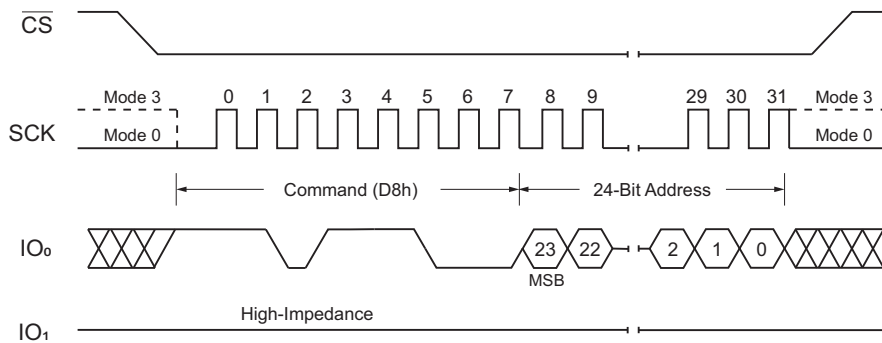 CS
0 1 2 3 4 5 6 7 8 9 29 30 31
Mode 3 Mode 3
SCK
Mode 0 Mode 0
Command (D8h) 24-Bit Address
IO₀ 23 22 2 1 0
MSB
High-Impedance
IO₁